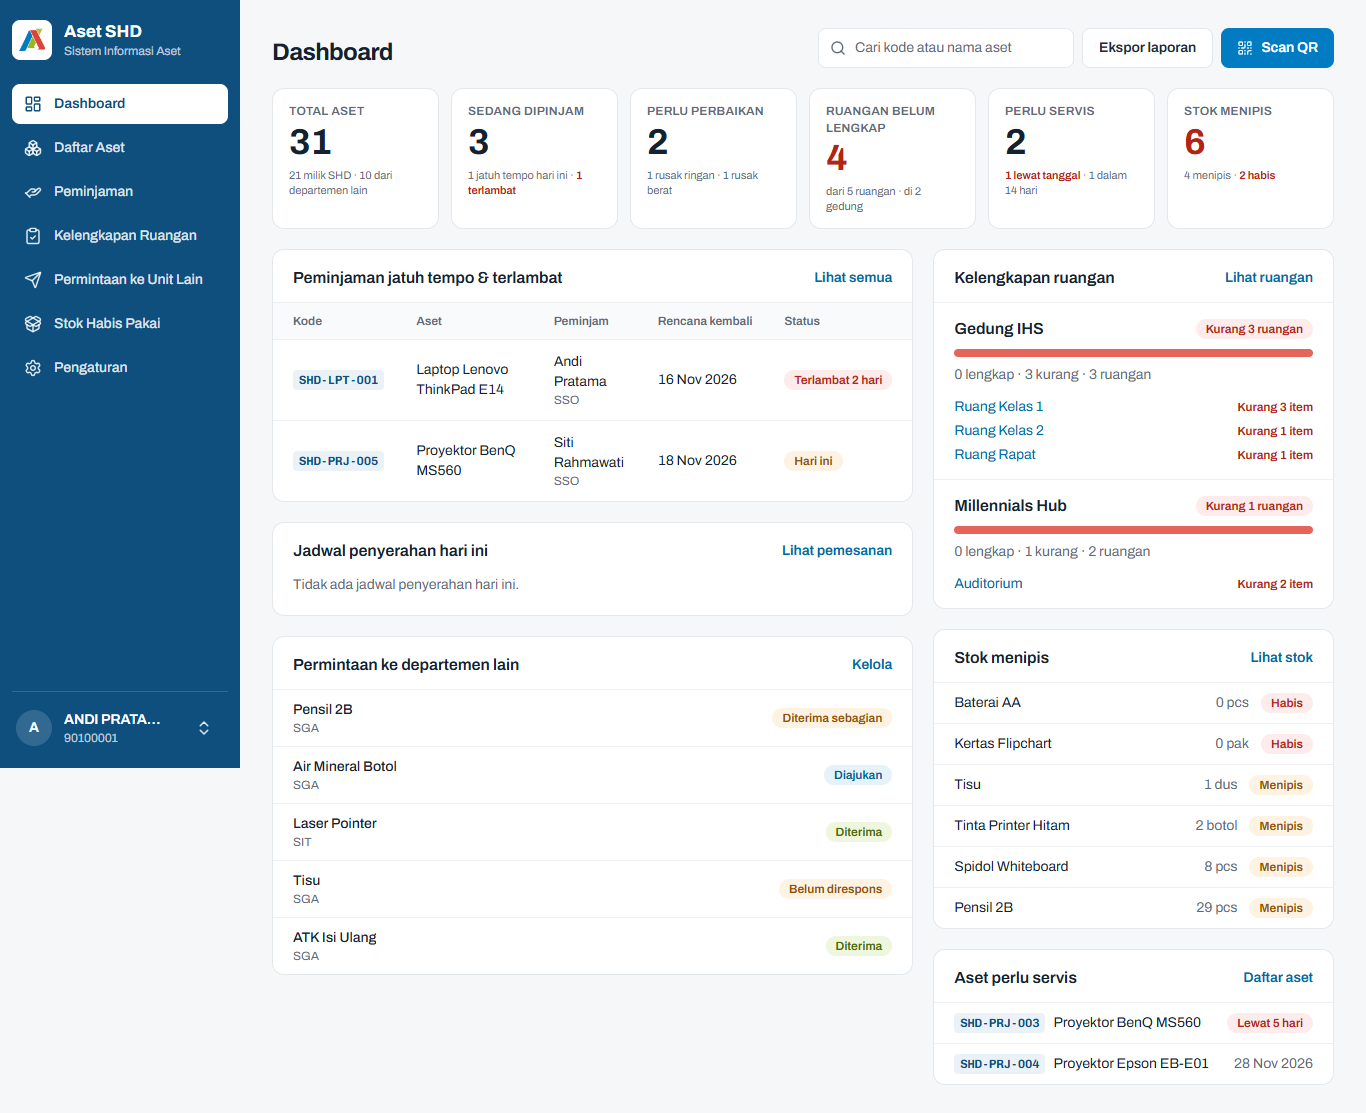 Aset SHD
Sistem Informasi Aset
Dashboard
Daftar Aset
Peminjaman
Kelengkapan Ruangan
Permintaan ke Unit Lain
Stok Habis Pakai
Pengaturan
A
ANDI PRATA...
90100001
Dashboard
Cari kode atau nama aset
Ekspor laporan
Scan QR
TOTAL ASET
31
21 milik SHD · 10 dari
departemen lain
SEDANG DIPINJAM
3
1 jatuh tempo hari ini · 1
terlambat
PERLU PERBAIKAN
2
1 rusak ringan · 1 rusak
berat
RUANGAN BELUM
LENGKAP
4
dari 5 ruangan · di 2
gedung
PERLU SERVIS
2
1 lewat tanggal · 1 dalam
14 hari
STOK MENIPIS
6
4 menipis · 2 habis
Peminjaman jatuh tempo & terlambat
Lihat semua
Kode Aset Peminjam Rencana kembali Status
SHD-LPT-001
Laptop Lenovo
ThinkPad E14
Andi
Pratama
SSO
16 Nov 2026
Terlambat 2 hari
SHD-PRJ-005
Proyektor BenQ
MS560
Siti
Rahmawati
SSO
18 Nov 2026
Hari ini
Jadwal penyerahan hari ini
Lihat pemesanan
Tidak ada jadwal penyerahan hari ini.
Permintaan ke departemen lain
Kelola
Pensil 2B
SGA
Diterima sebagian
Air Mineral Botol
SGA
Diajukan
Laser Pointer
SIT
Diterima
Tisu
SGA
Belum direspons
ATK Isi Ulang
SGA
Diterima
Kelengkapan ruangan
Lihat ruangan
Gedung IHS
Kurang 3 ruangan
0 lengkap · 3 kurang · 3 ruangan
Ruang Kelas 1 Kurang 3 item
Ruang Kelas 2 Kurang 1 item
Ruang Rapat Kurang 1 item
Millennials Hub
Kurang 1 ruangan
0 lengkap · 1 kurang · 2 ruangan
Auditorium Kurang 2 item
Stok menipis
Lihat stok
Baterai AA 0 pcs Habis
Kertas Flipchart 0 pak Habis
Tisu 1 dus Menipis
Tinta Printer Hitam 2 botol Menipis
Spidol Whiteboard 8 pcs Menipis
Pensil 2B 29 pcs Menipis
Aset perlu servis
Daftar aset
SHD-PRJ-003 Proyektor BenQ MS560 Lewat 5 hari
SHD-PRJ-004 Proyektor Epson EB-E01 28 Nov 2026